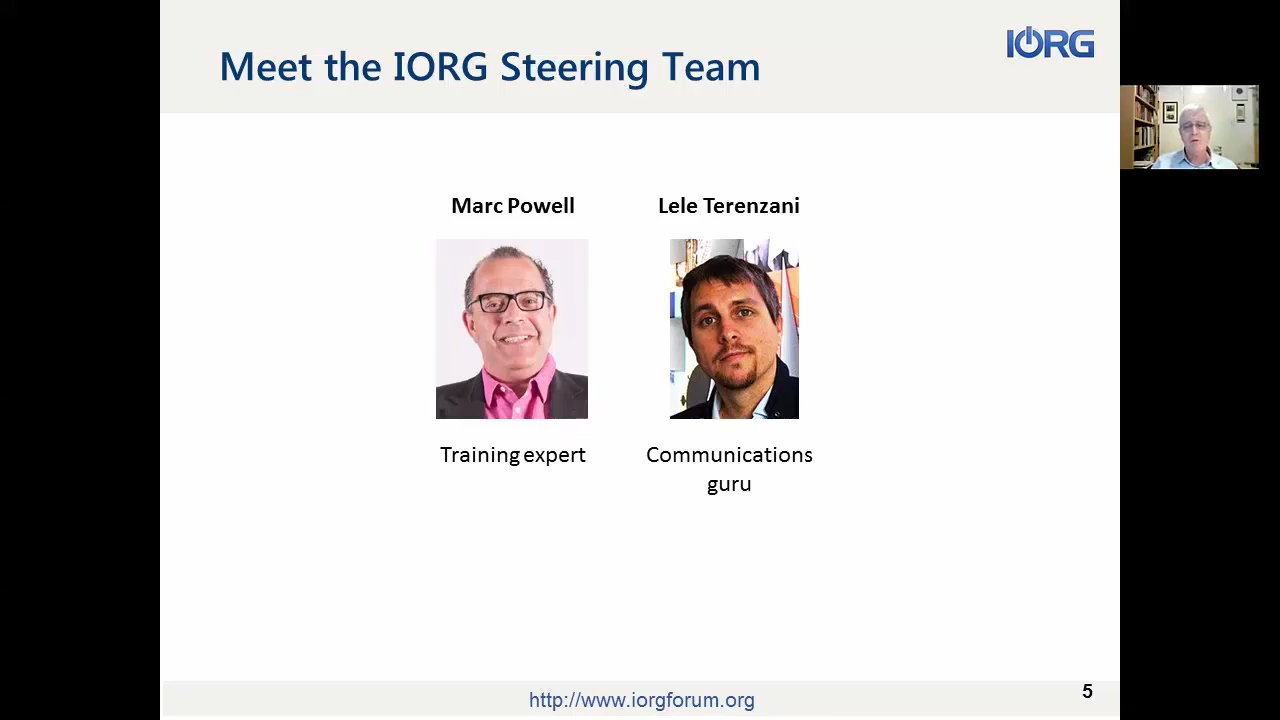 Meet the IORG Steering Team
IORG
Marc Powell
Lele Terenzani
Training expert
Communications
guru
http://www.iorgforum.org
5